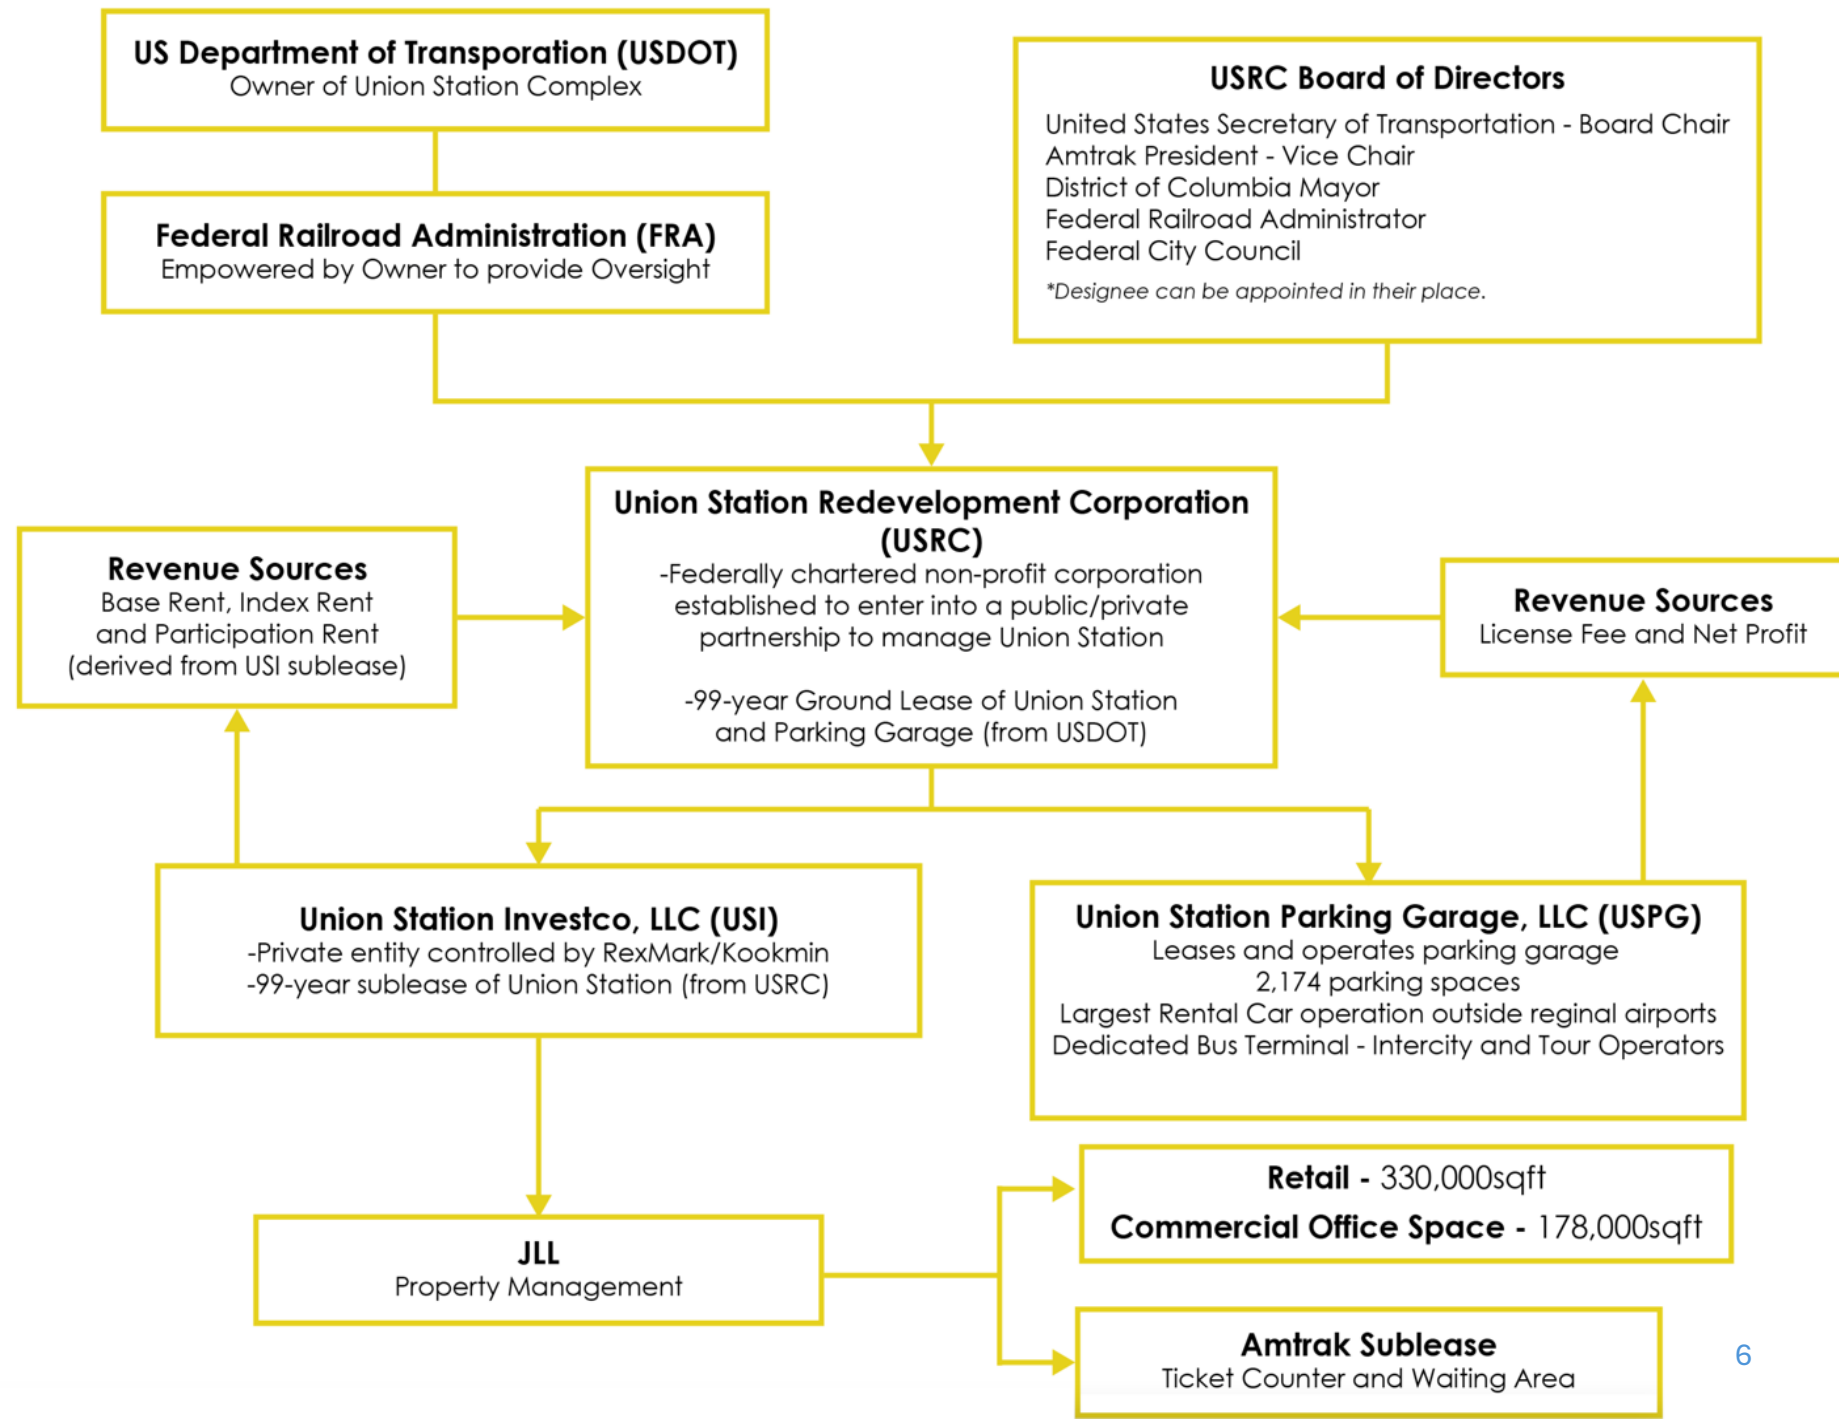 US Department of Transporation (USDOT)
Owner of Union Station Complex
USRC Board of Directors
United States Secretary of Transportation - Board Chair
Amtrak President - Vice Chair
District of Columbia Mayor
Federal Railroad Administrator
Federal City Council
*Designee can be appointed in their place.
Federal Railroad Administration (FRA)
Empowered by Owner to provide Oversight
Union Station Redevelopment Corporation
(USRC)
-Federally chartered non-profit corporation
established to enter into a public/private
partnership to manage Union Station
-99-year Ground Lease of Union Station
and Parking Garage (from USDOT)
Revenue Sources
Base Rent, Index Rent
and Participation Rent
(derived from USI sublease)
Revenue Sources
License Fee and Net Profit
Union Station Investco, LLC (USI)
-Private entity controlled by RexMark/Kookmin
-99-year sublease of Union Station (from USRC)
Union Station Parking Garage, LLC (USPG)
Leases and operates parking garage
2,174 parking spaces
Largest Rental Car operation outside reginal airports
Dedicated Bus Terminal - Intercity and Tour Operators
JLL
Property Management
Retail - 330,000sqft
Commercial Office Space - 178,000sqft
Amtrak Sublease
Ticket Counter and Waiting Area
6